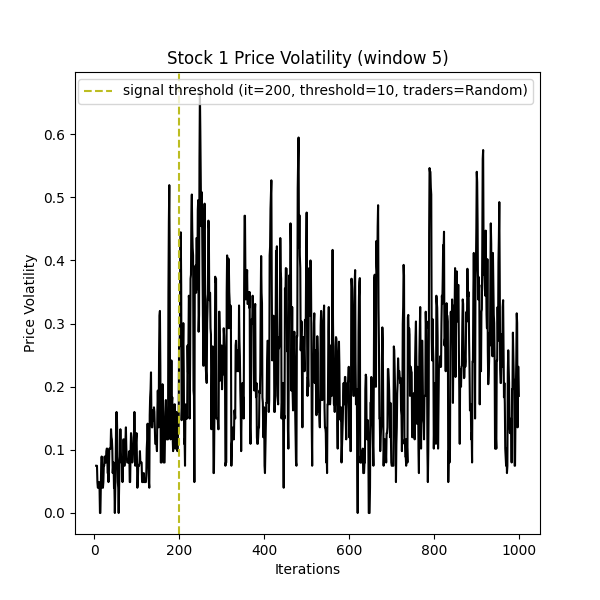 Stock 1 Price Volatility (window 5)
signal threshold (it=200, threshold=10, traders=Random)
Price Volatility
0.6
0.5
0.4
0.3
0.2
0.1
0.0
0 200 400 600 800 1000
Iterations